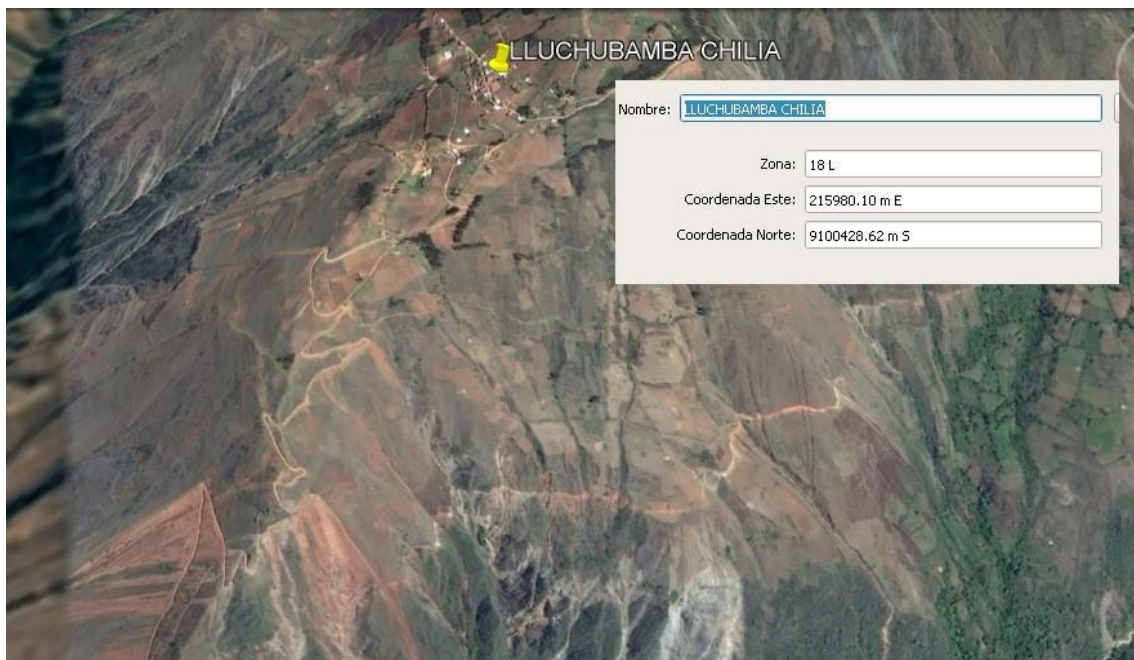 LLUCHUBAMBA CHILIA
Nombre: LLUCHUBAMBA CHILIA
Zona: 18 L
Coordenada Este: 215980.10 m E
Coordenada Norte: 9100428.62 m S